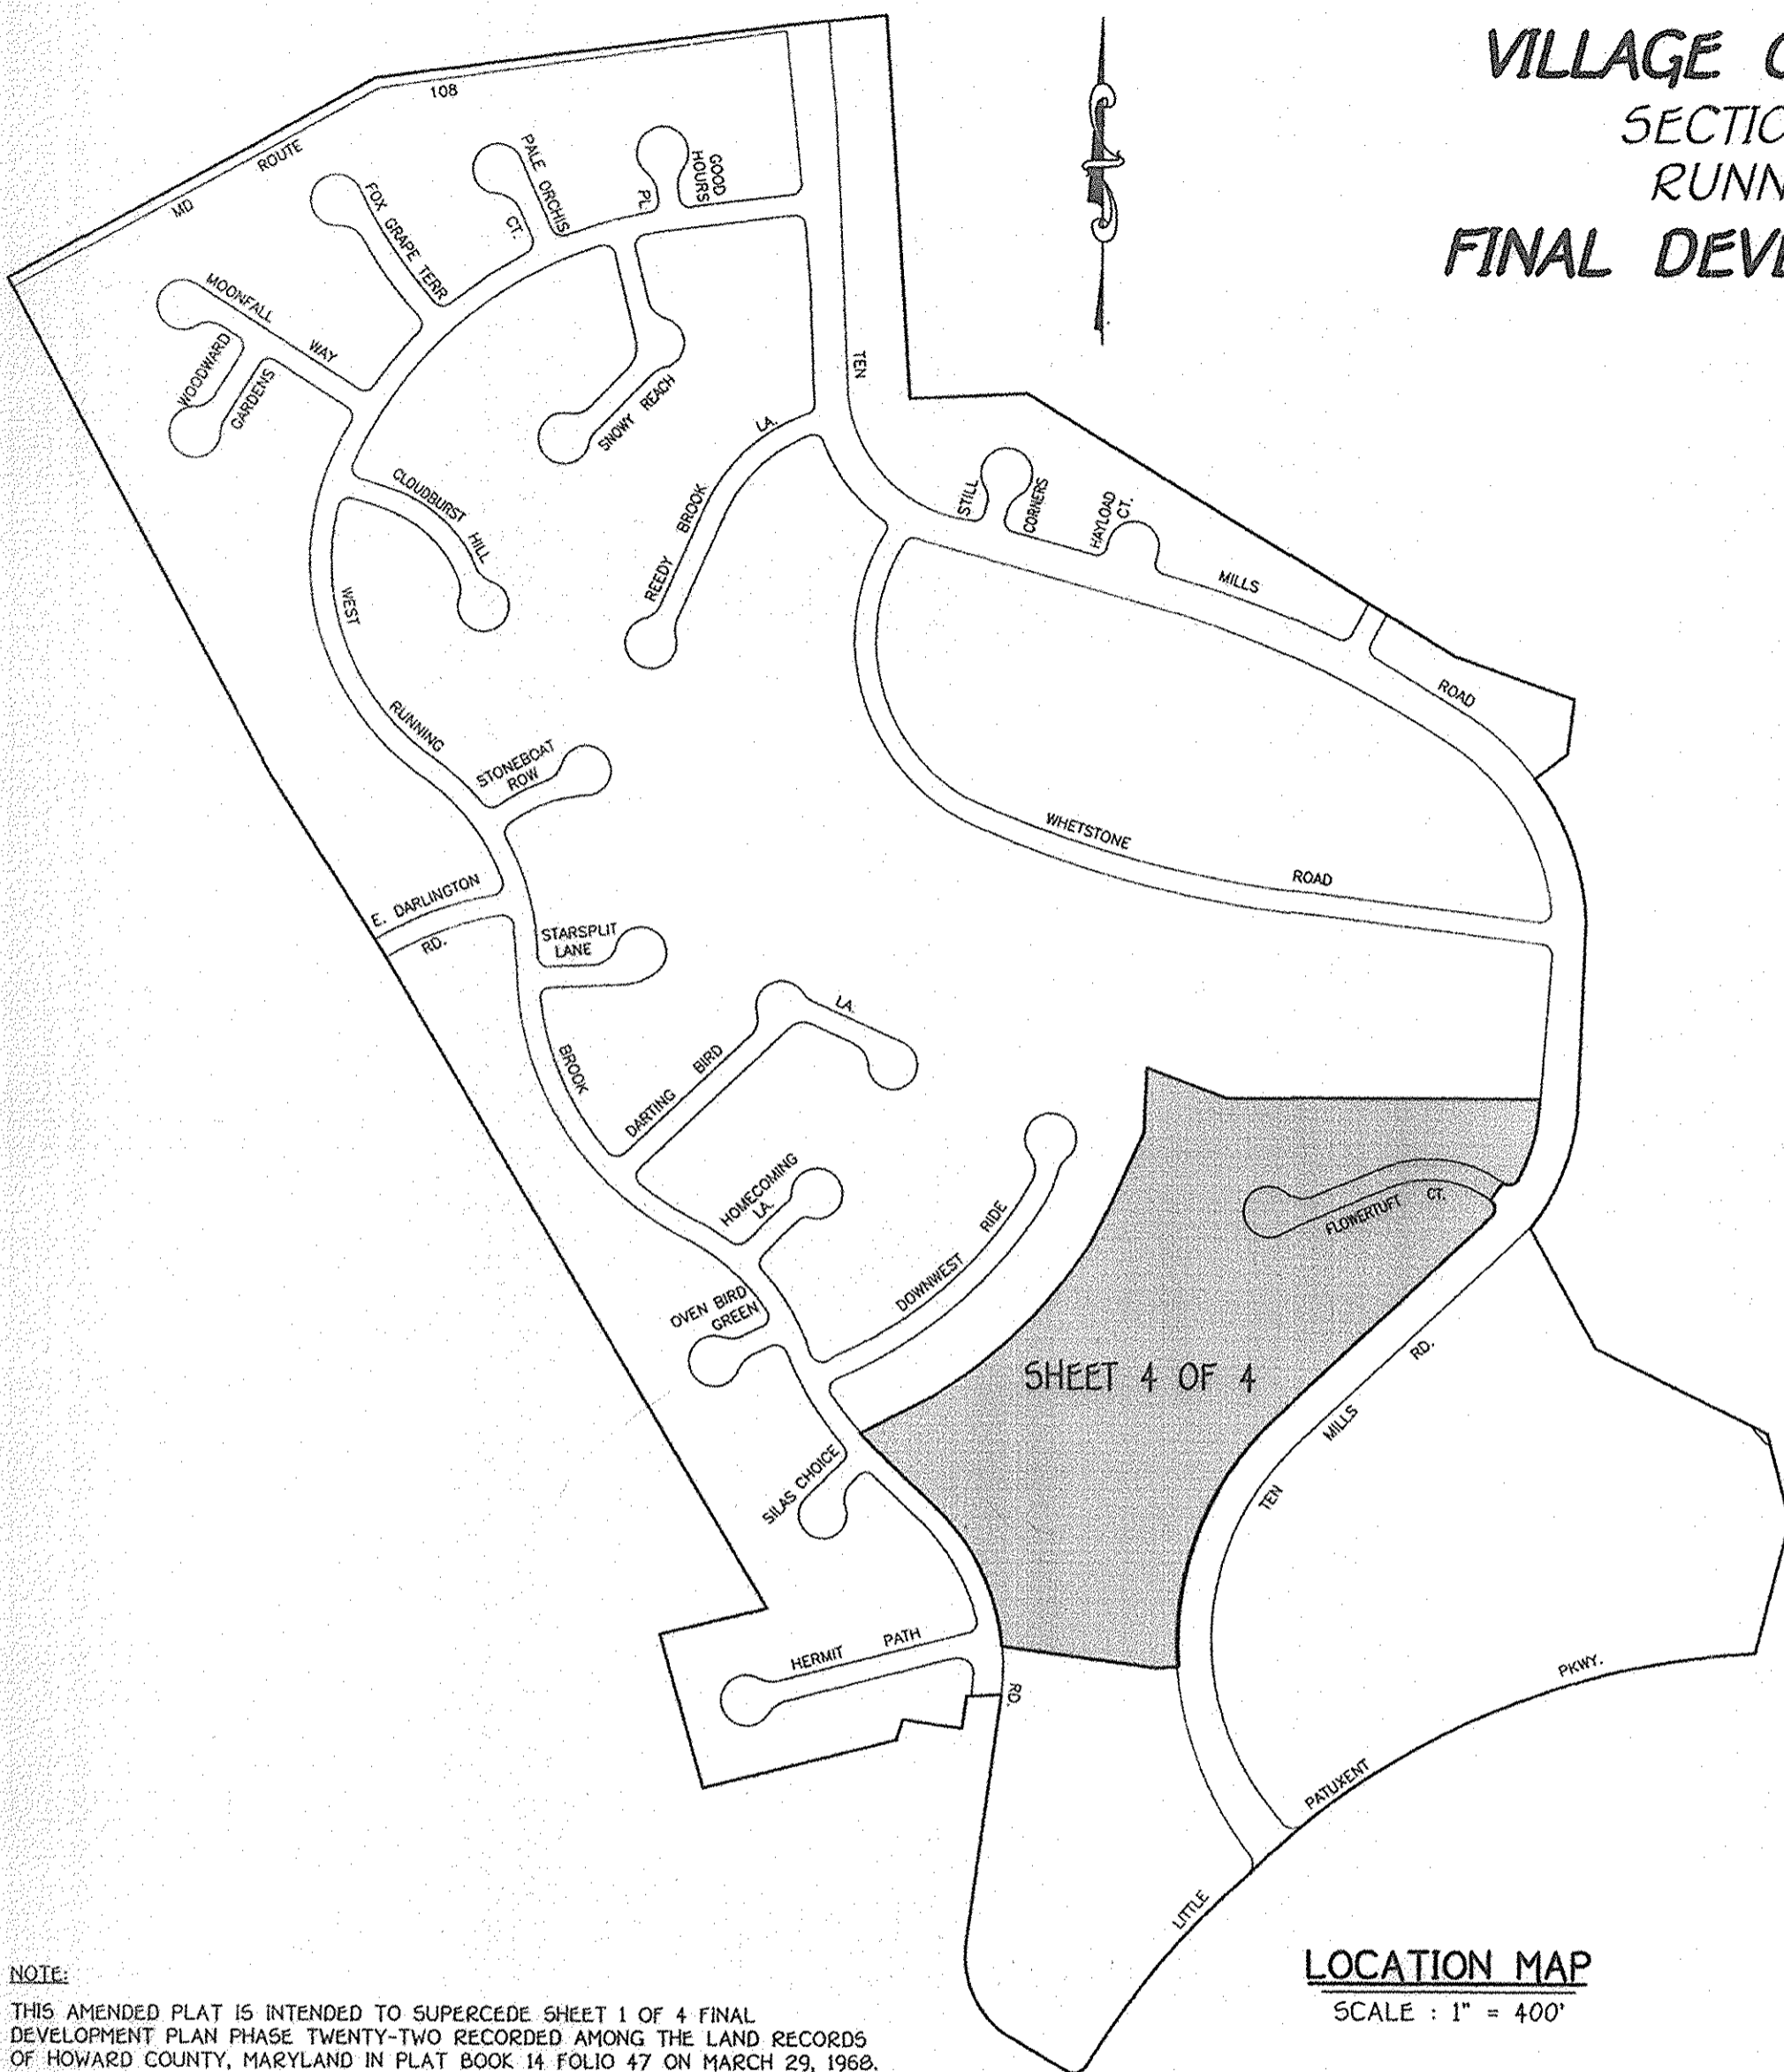 VILLAGE
SECTIO
RUNN
FINAL DEVE
MD ROUTE 108
MOONFALL WAY
WOODWARD GARDENS
FOX GRAPE TERR
PALE ORCHIS CT.
GOOD HOURS PL.
SNOWY REACH
CLOUDBURST HILL
REEDY BROOK LA.
TEN MILLS ROAD
STILL CORNERS
HAYLOAD CT.
WEST RUNNING BROOK RD.
STONEBOAT
ROW
WHETSTONE ROAD
E. DARLINGTON RD.
STARSPLIT
LANE
DARTING BIRD LA.
HOMECOMING
LA.
OVEN BIRD
GREEN
DOWNWEST RIDE
FLOWERTUFT CT.
SHEET 4 OF 4
SILAS CHOICE
TEN MILLS RD.
HERMIT PATH
LITTLE PATUXENT PKWY.
LOCATION MAP
SCALE : 1" = 400'
NOTE:
THIS AMENDED PLAT IS INTENDED TO SUPERCEDE SHEET 1 OF 4 FINAL
DEVELOPMENT PLAN PHASE TWENTY-TWO RECORDED AMONG THE LAND RECORDS
OF HOWARD COUNTY, MARYLAND IN PLAT BOOK 14 FOLIO 47 ON MARCH 29, 1968.